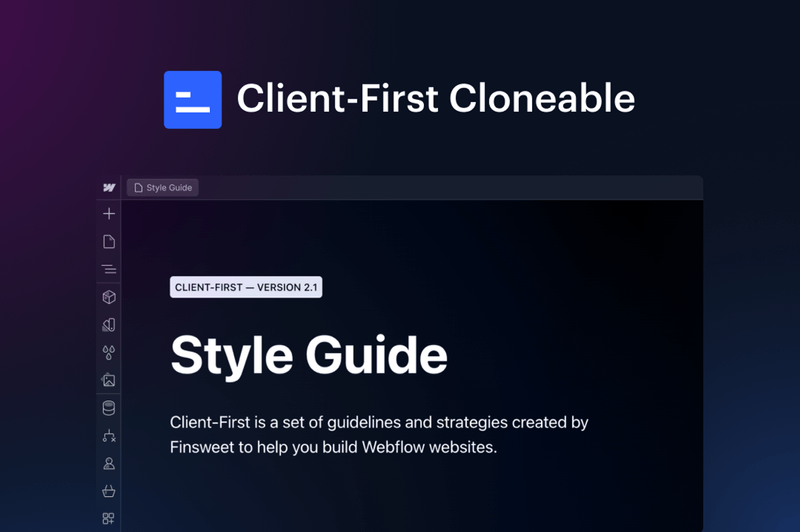 Client-First Cloneable
Style Guide
CLIENT-FIRST — VERSION 2.1
Style Guide
Client-First is a set of guidelines and strategies created by
Finsweet to help you build Webflow websites.